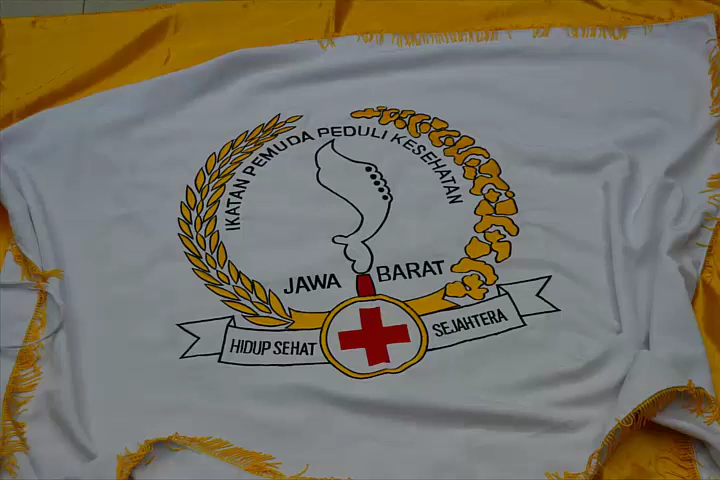 IKATAN PEMUDA PEDULI KESEHATAN
JAWA BARAT
HIDUP SEHAT SEJAHTERA